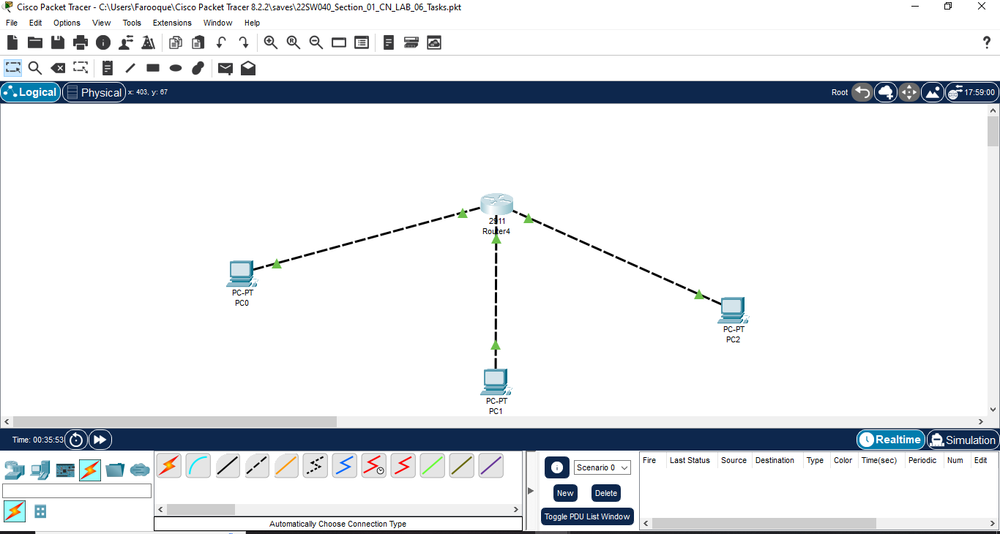 Cisco Packet Tracer - C:\Users\Farooque\Cisco Packet Tracer 8.2.2\saves\22SW040_Section_01_CN_LAB_06_Tasks.pkt
File Edit Options View Tools Extensions Window Help
Logical Physical x: 403, y: 67 Root 17:59:00
2911
Router4
PC-PT
PC0
PC-PT
PC2
PC-PT
PC1
Time: 00:35:53 Realtime Simulation
Scenario 0
New Delete
Toggle PDU List Window
Fire Last Status Source Destination Type Color Time(sec) Periodic Num Edit
Automatically Choose Connection Type